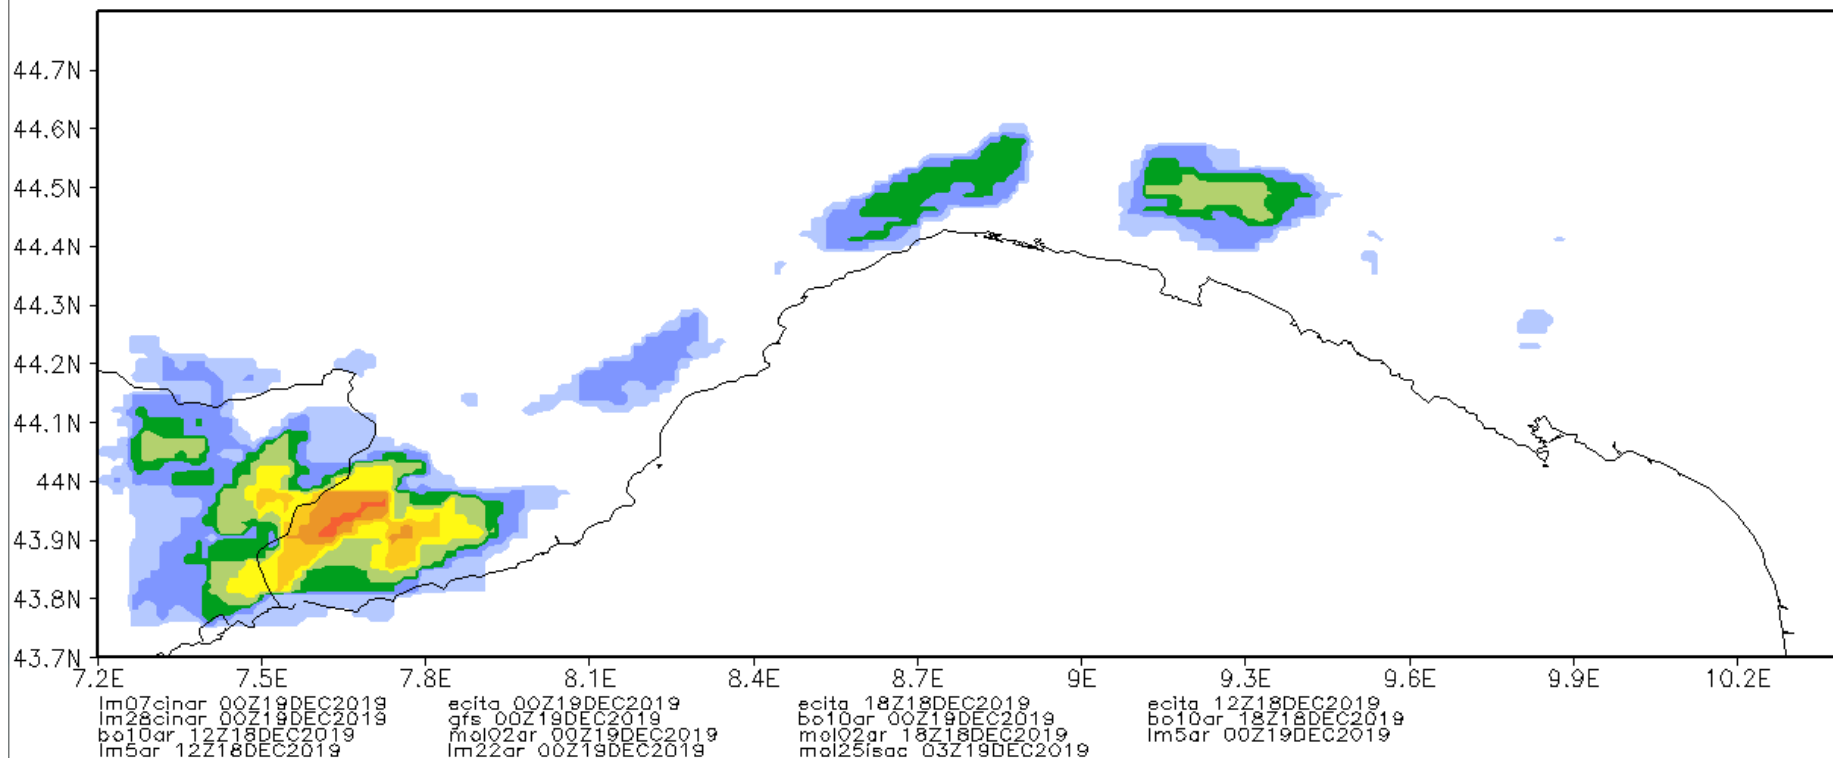 44.7N
44.6N
44.5N
44.4N
44.3N
44.2N
44.1N
44N
43.9N
43.8N
43.7N
7.2E 7.5E 7.8E 8.1E 8.4E 8.7E 9E 9.3E 9.6E 9.9E 10.2E
lm07cinar 00Z19DEC2019 ecita 00Z19DEC2019 ecita 18Z18DEC2019 ecita 12Z18DEC2019
lm28cinar 00Z19DEC2019 gfs 00Z19DEC2019 bo10ar 00Z19DEC2019 bo10ar 18Z18DEC2019
bo10ar 12Z18DEC2019 mol02ar 00Z19DEC2019 mol02ar 18Z18DEC2019 lm5ar 00Z19DEC2019
lm5ar 12Z18DEC2019 lm22ar 00Z19DEC2019 mol25isac 03Z19DEC2019